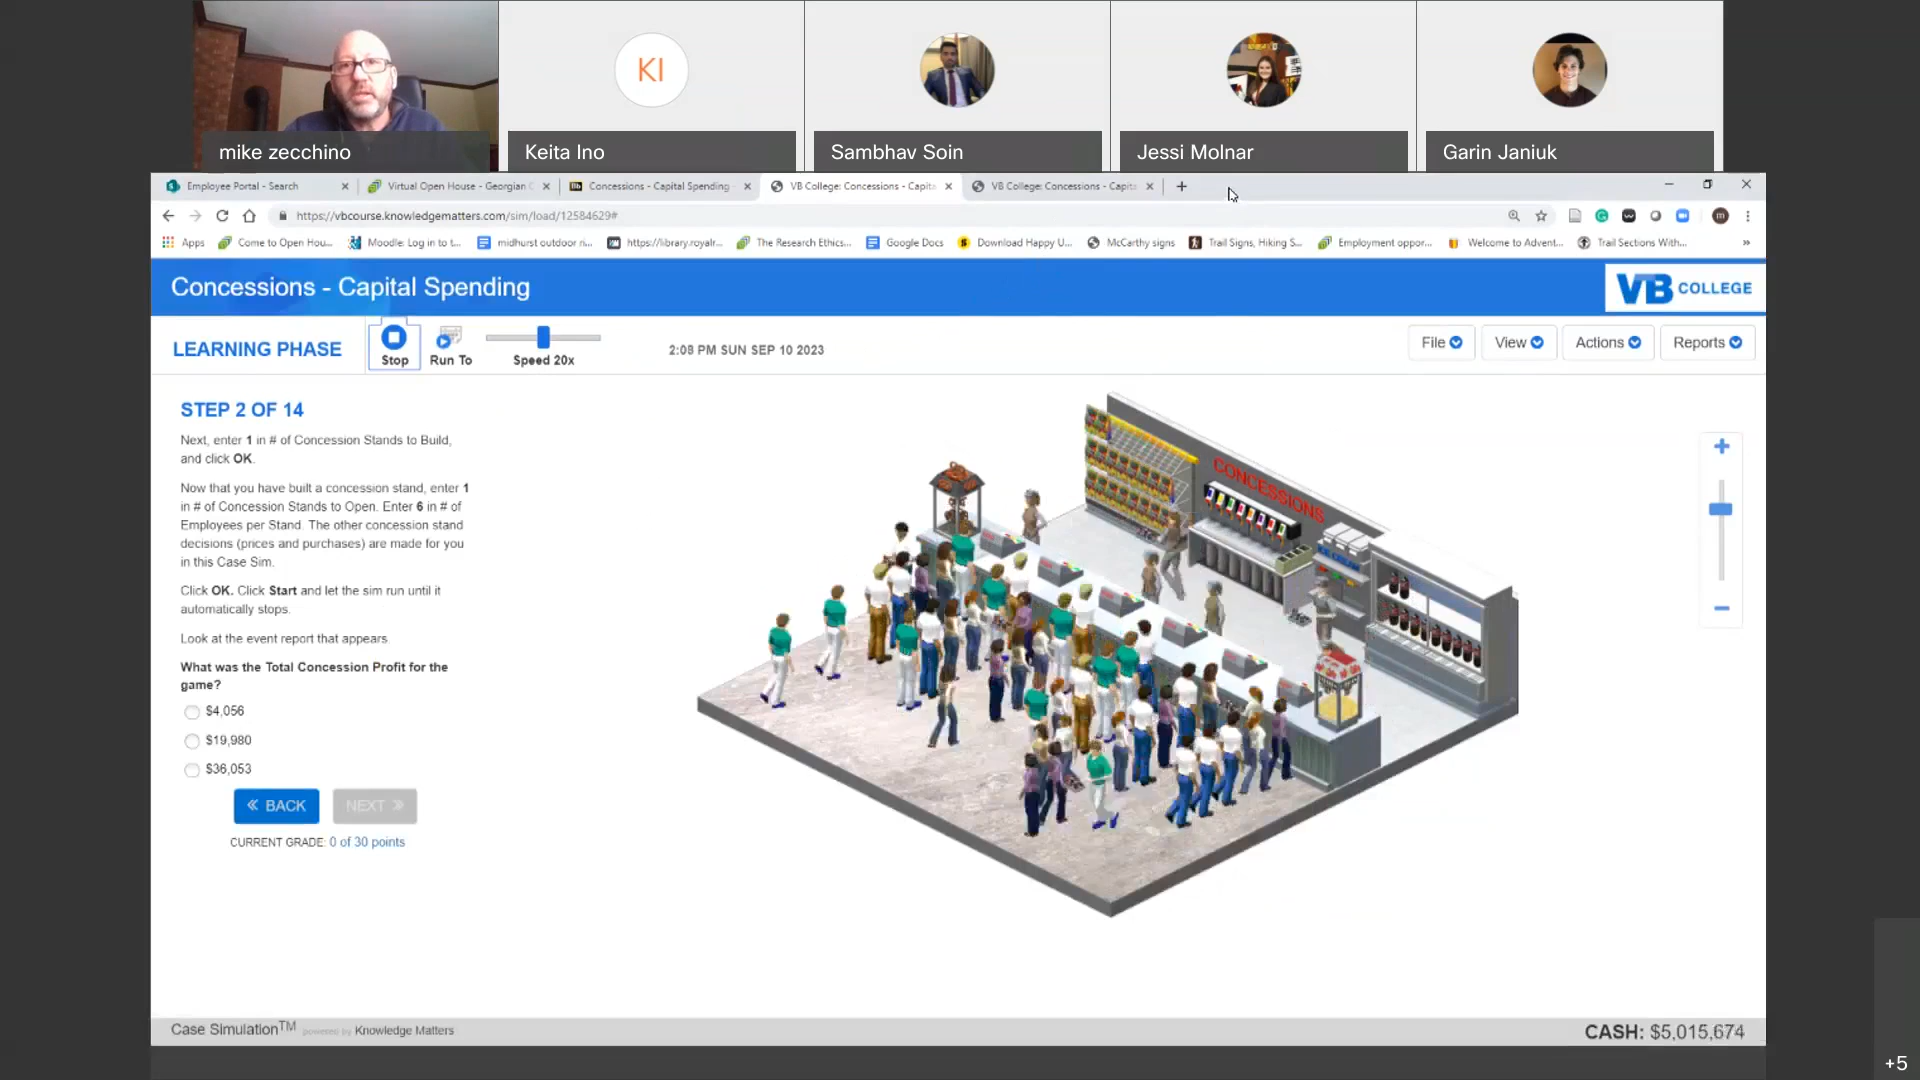 KI
mike zecchino
Keita Ino
Sambhav Soin
Jessi Molnar
Garin Janiuk
Employee Portal - Search
Virtual Open House - Georgian C
Concessions - Capital Spending
VB College: Concessions - Capita
VB College: Concessions - Capita
https://vbcourse.knowledgematters.com/sim/load/12584629#
Apps
Come to Open Hou...
Moodle: Log in to t...
midhurst outdoor ri...
https://library.royalr...
The Research Ethics...
Google Docs
Download Happy U...
McCarthy signs
Trail Signs, Hiking S...
Employment oppor...
Welcome to Advent...
Trail Sections With...
»
Concessions - Capital Spending
VB COLLEGE
LEARNING PHASE
Stop
Run To
Speed 20x
2:08 PM SUN SEP 10 2023
File
View
Actions
Reports
STEP 2 OF 14
Next, enter 1 in # of Concession Stands to Build,
and click OK.
Now that you have built a concession stand, enter 1
in # of Concession Stands to Open. Enter 6 in # of
Employees per Stand. The other concession stand
decisions (prices and purchases) are made for you
in this Case Sim.
Click OK. Click Start and let the sim run until it
automatically stops.
Look at the event report that appears.
What was the Total Concession Profit for the
game?
$4,056
$19,980
$36,053
« BACK
NEXT »
CURRENT GRADE: 0 of 30 points
CONCESSIONS
ICE CREAM
Case Simulation™ powered by Knowledge Matters
CASH: $5,015,674
+5